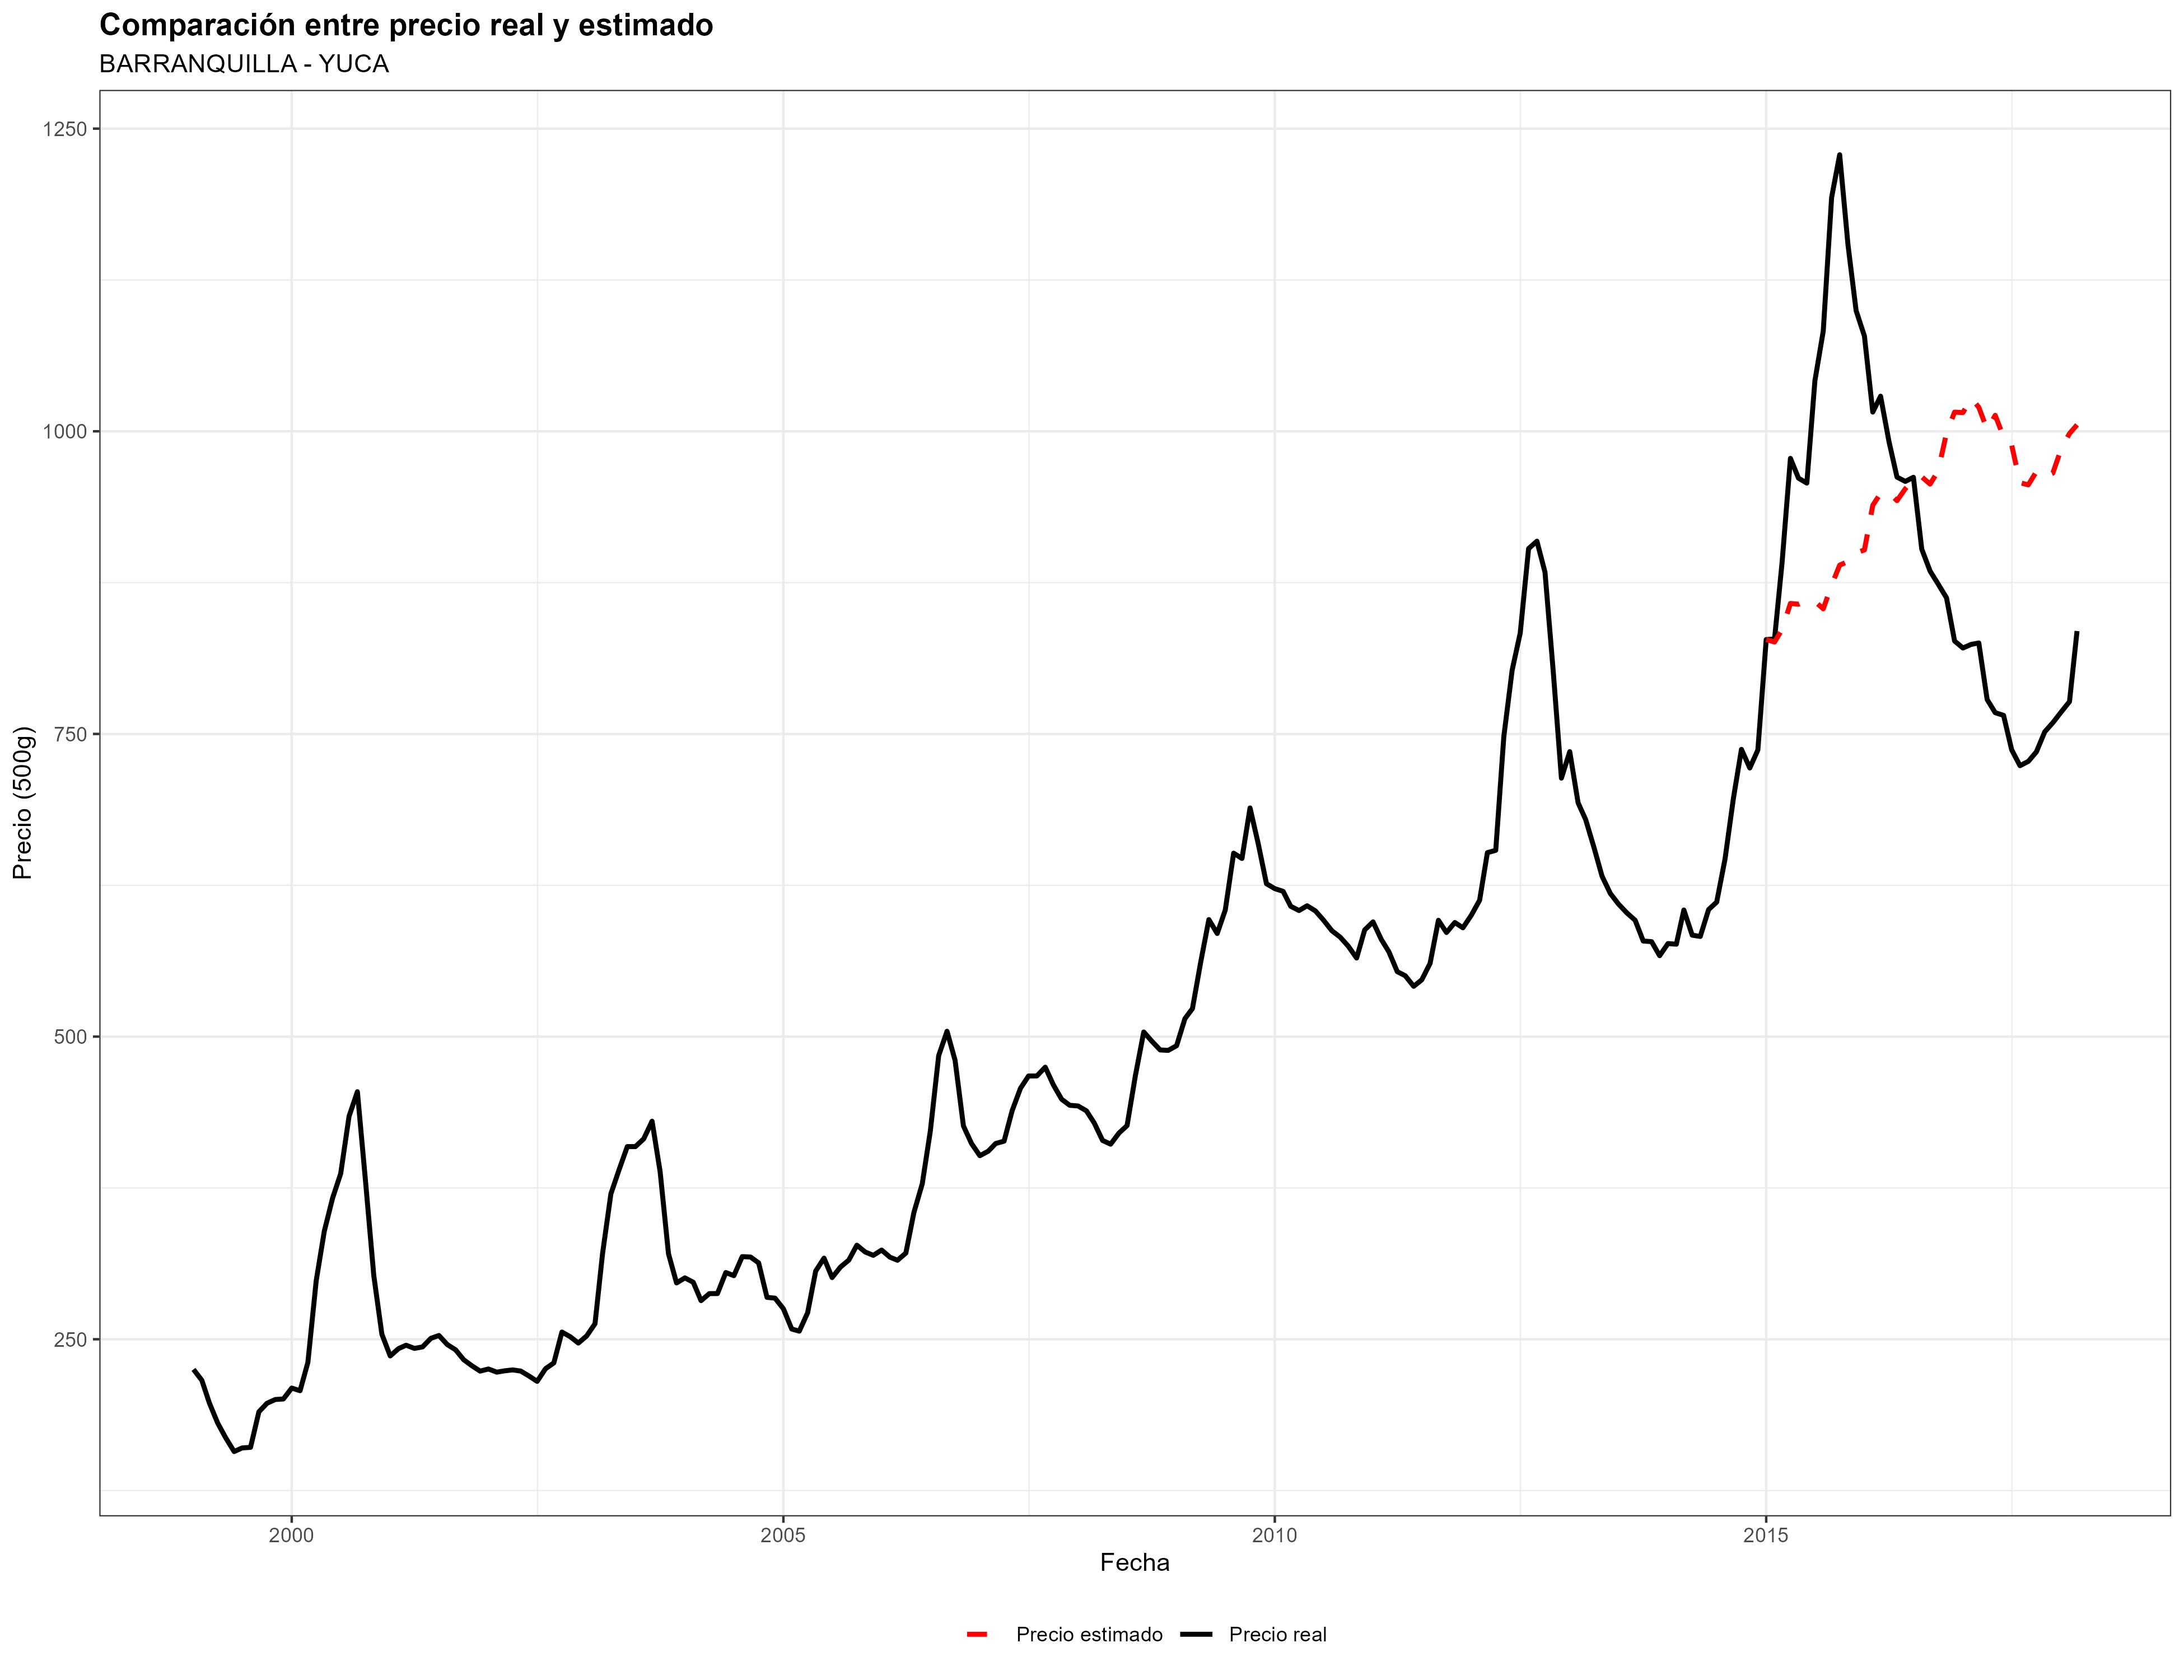 Comparación entre precio real y estimado
BARRANQUILLA - YUCA
Precio (500g)
1250
1000
750
500
250
2000 2005 2010 2015
Fecha
Precio estimado Precio real